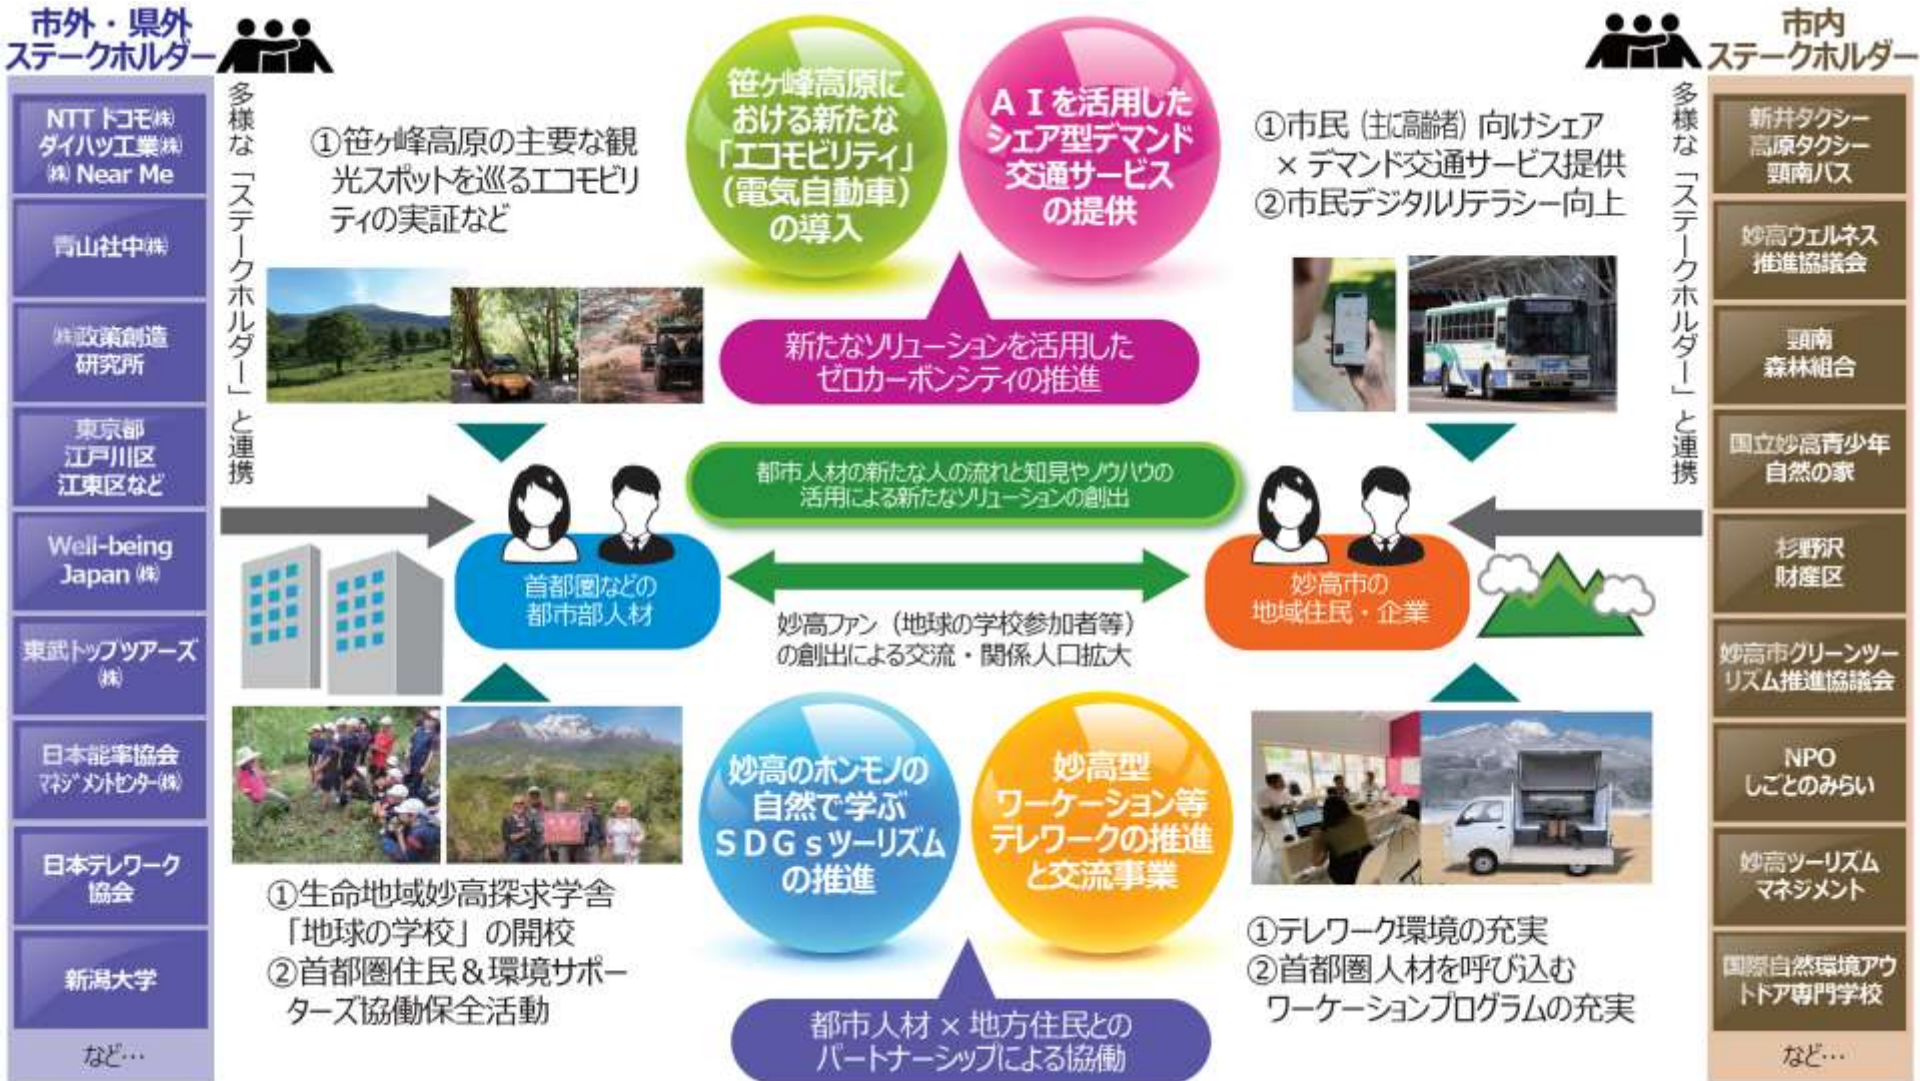 市外・県外
ステークホルダー
NTT ドコモ㈱
ダイハツ工業㈱
㈱ Near Me
青山社中㈱
㈱政策創造
研究所
東京都
江戸川区
江東区など
Well-being
Japan ㈱
東武トップツアーズ
㈱
日本能率協会
マネジメントセンター㈱
日本テレワーク
協会
新潟大学
など…
多様な「ステークホルダー」と連携
①笹ヶ峰高原の主要な観
光スポットを巡るエコモビリ
ティの実証など
笹ヶ峰高原に
おける新たな
「エコモビリティ」
（電気自動車）
の導入
ＡＩを活用した
シェア型デマンド
交通サービス
の提供
①市民（主に高齢者）向けシェア
× デマンド交通サービス提供
②市民デジタルリテラシー向上
新たなソリューションを活用した
ゼロカーボンシティの推進
都市人材の新たな人の流れと知見やノウハウの
活用による新たなソリューションの創出
首都圏などの
都市部人材
妙高市の
地域住民・企業
妙高ファン（地球の学校参加者等）
の創出による交流・関係人口拡大
妙高のホンモノの
自然で学ぶ
ＳＤＧｓツーリズム
の推進
妙高型
ワーケーション等
テレワークの推進
と交流事業
①生命地域妙高探求学舎
「地球の学校」の開校
②首都圏住民＆環境サポー
ターズ協働保全活動
①テレワーク環境の充実
②首都圏人材を呼び込む
ワーケーションプログラムの充実
都市人材 × 地方住民との
パートナーシップによる協働
多様な「ステークホルダー」と連携
市内
ステークホルダー
新井タクシー
高原タクシー
頸南バス
妙高ウェルネス
推進協議会
頸南
森林組合
国立妙高青少年
自然の家
杉野沢
財産区
妙高市グリーンツー
リズム推進協議会
NPO
しごとのみらい
妙高ツーリズム
マネジメント
国際自然環境アウ
トドア専門学校
など…